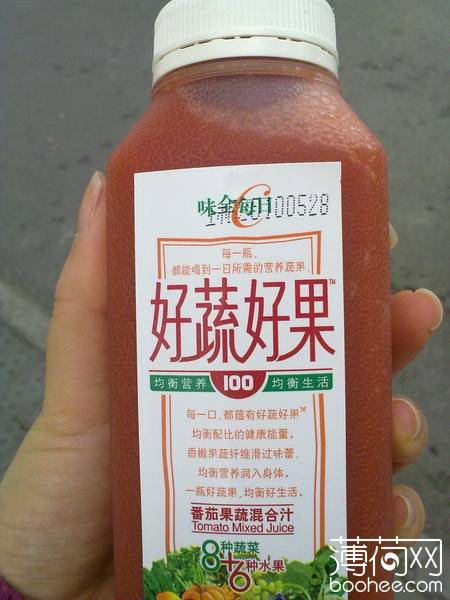 味全每日C
100528
每一瓶，
都能喝到一日所需的营养蔬果。
好蔬好果™
均衡营养 100 均衡生活
每一口，都蕴有好蔬好果™
均衡配比的健康能量。
香嫩果蔬纤维滑过味蕾，
均衡营养润入身体。
一瓶好蔬果，均衡好生活。
番茄果蔬混合汁
Tomato Mixed Juice
8种蔬菜
+6种水果
薄荷网
boohee.com